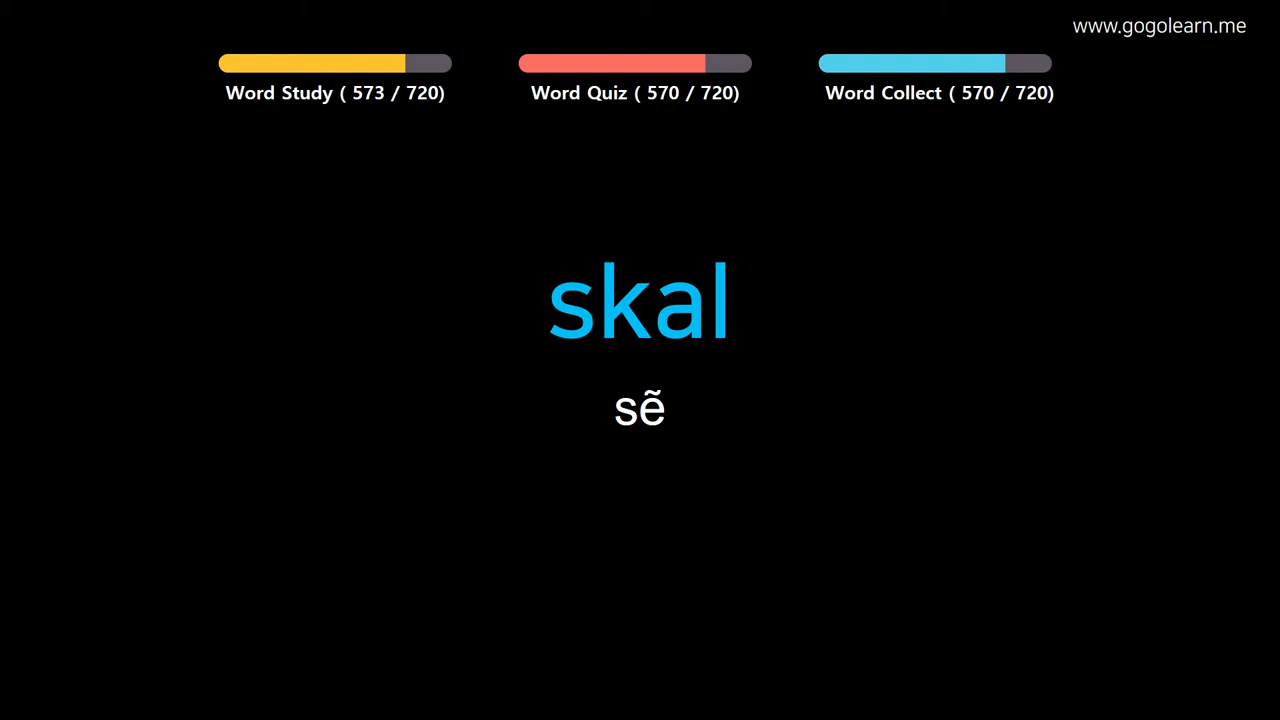 www.gogolearn.me
Word Study ( 573 / 720)
Word Quiz ( 570 / 720)
Word Collect ( 570 / 720)
skal
sẽ